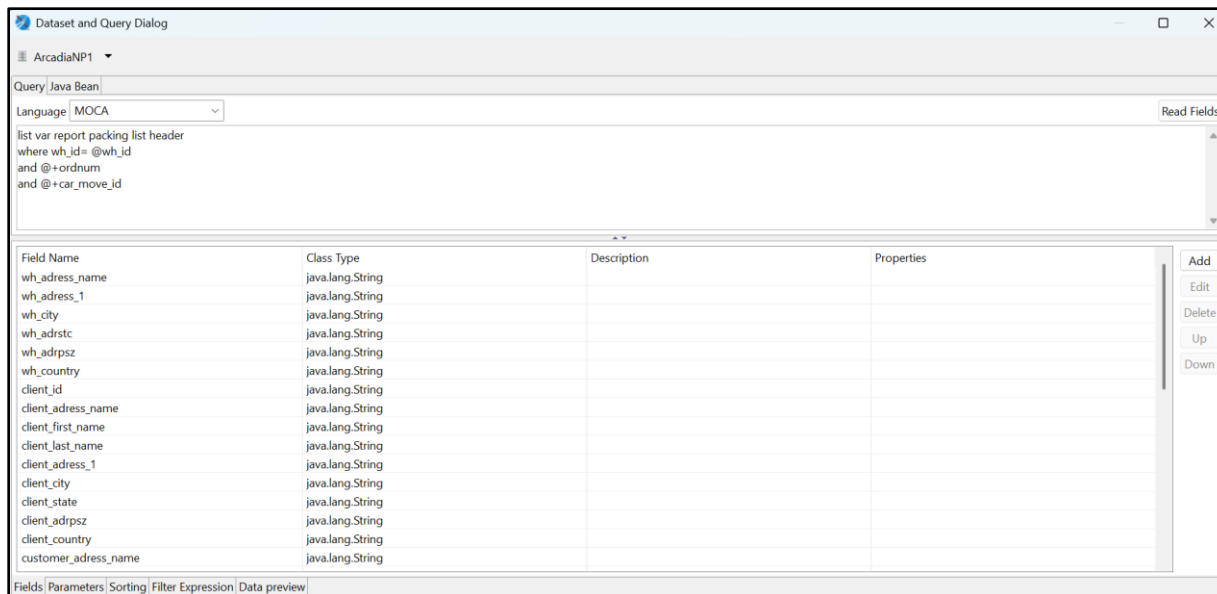 Dataset and Query Dialog
ArcadiaNP1
Query Java Bean
Language MOCA Read Fields
list var report packing list header
where wh_id= @wh_id
and @+ordnum
and @+car_move_id
Field Name Class Type Description Properties
wh_adress_name java.lang.String Add
wh_adress_1 java.lang.String Edit
wh_city java.lang.String
wh_adrstc java.lang.String Delete
wh_adrpsz java.lang.String Up
wh_country java.lang.String Down
client_id java.lang.String
client_adress_name java.lang.String
client_first_name java.lang.String
client_last_name java.lang.String
client_adress_1 java.lang.String
client_city java.lang.String
client_state java.lang.String
client_adrpsz java.lang.String
client_country java.lang.String
customer_adress_name java.lang.String
Fields Parameters Sorting Filter Expression Data preview